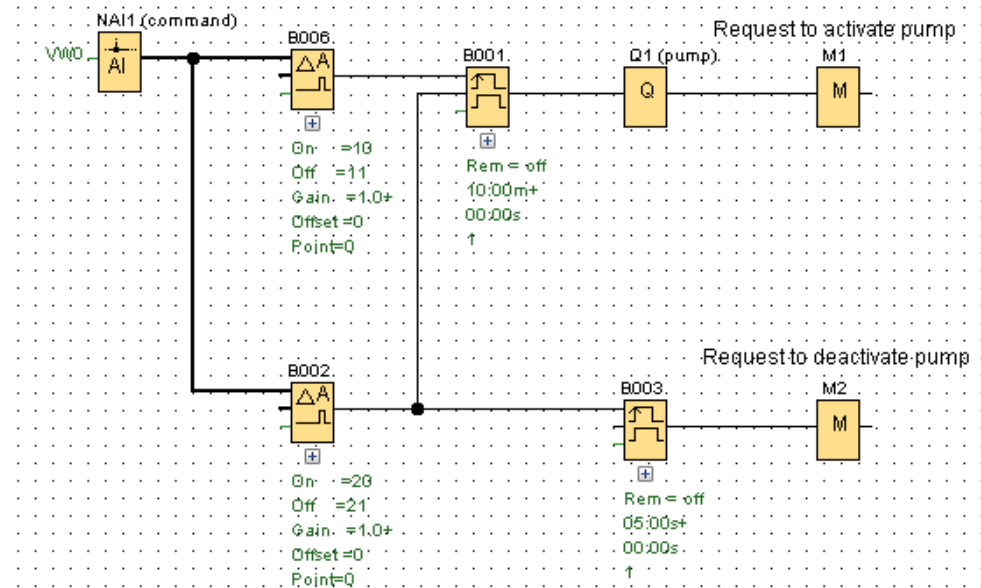 NAI1 (command)
VW0
AI
B006
ΔA
On =10
Off =11
Gain =1.0+
Offset =0
Point=0
B001
Rem = off
10:00m+
00:00s
↑
Request to activate pump
Q1 (pump)
Q
M1
M
B002
ΔA
On =20
Off =21
Gain =1.0+
Offset =0
Point=0
Request to deactivate pump
B003
Rem = off
05:00s+
00:00s
↑
M2
M